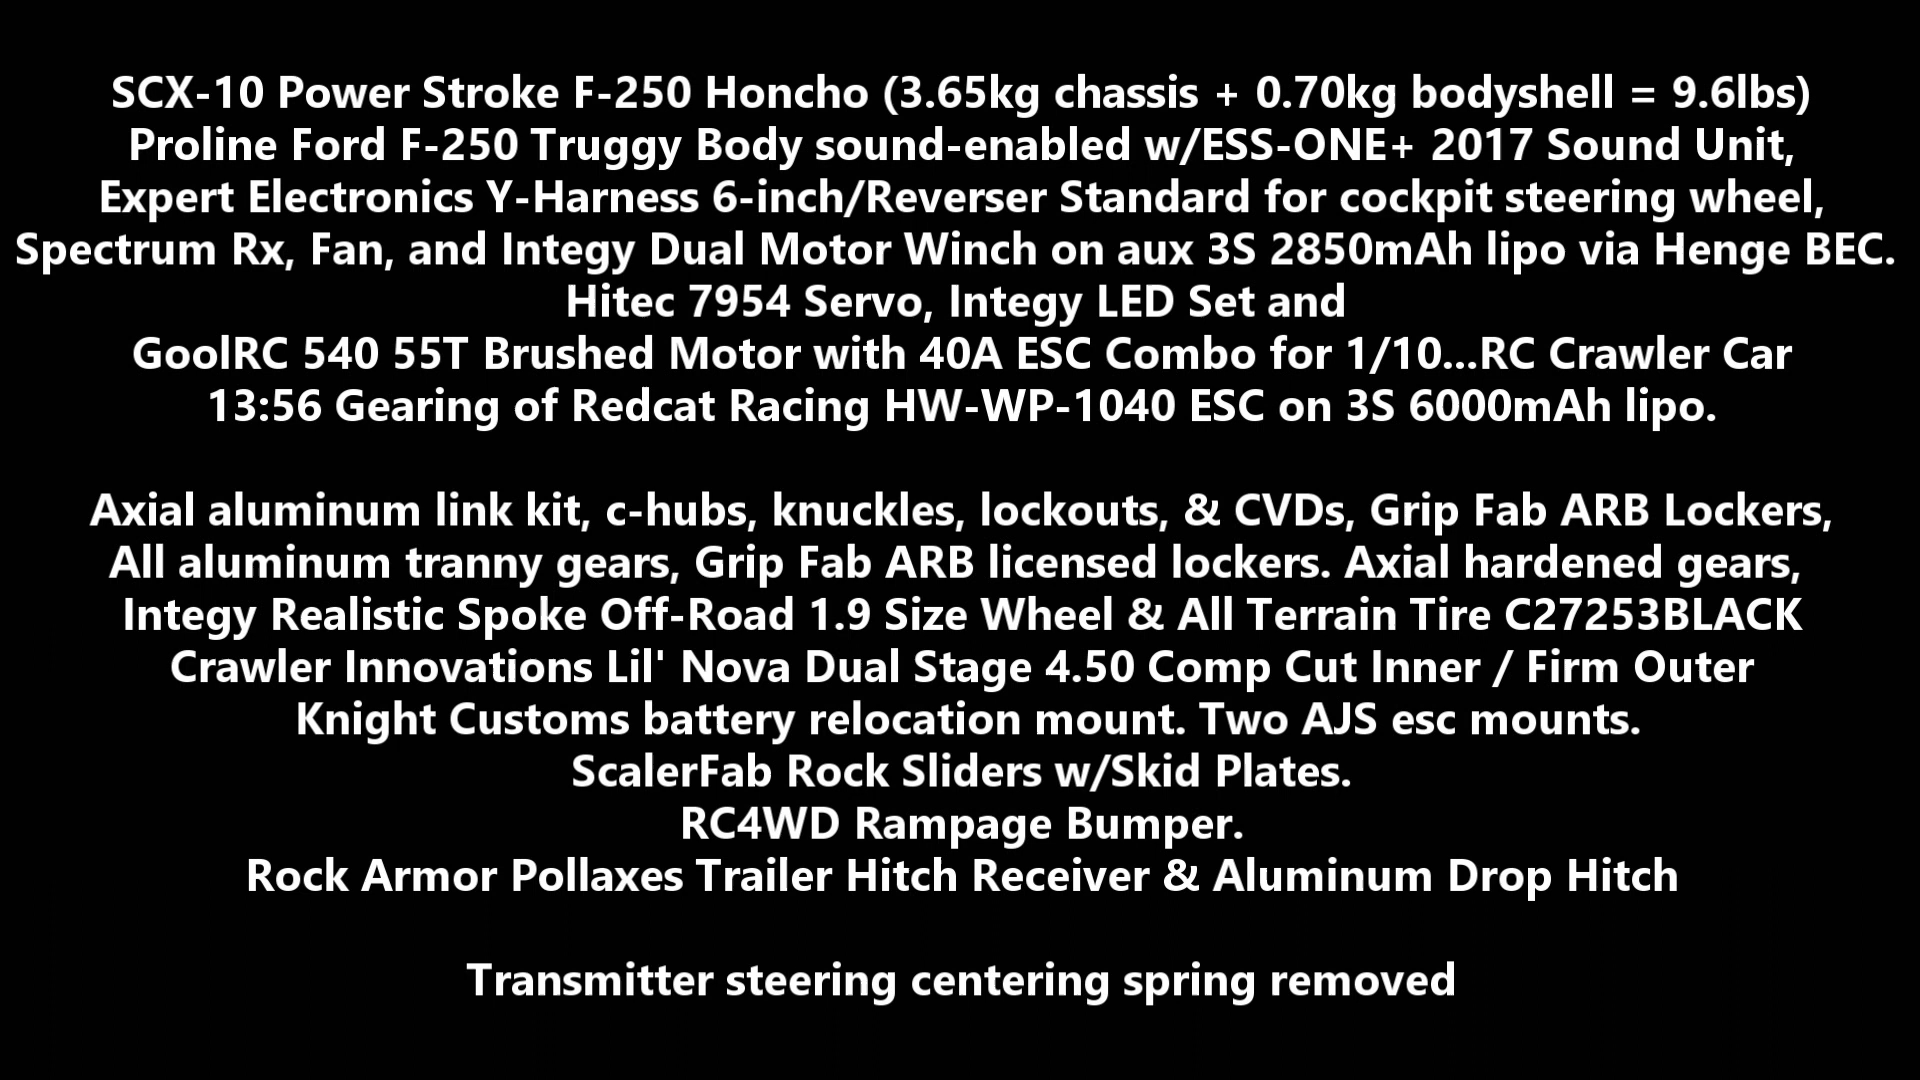 SCX-10 Power Stroke F-250 Honcho (3.65kg chassis + 0.70kg bodyshell = 9.6lbs)
Proline Ford F-250 Truggy Body sound-enabled w/ESS-ONE+ 2017 Sound Unit,
Expert Electronics Y-Harness 6-inch/Reverser Standard for cockpit steering wheel,
Spectrum Rx, Fan, and Integy Dual Motor Winch on aux 3S 2850mAh lipo via Henge BEC.
Hitec 7954 Servo, Integy LED Set and
GoolRC 540 55T Brushed Motor with 40A ESC Combo for 1/10...RC Crawler Car
13:56 Gearing of Redcat Racing HW-WP-1040 ESC on 3S 6000mAh lipo.
Axial aluminum link kit, c-hubs, knuckles, lockouts, & CVDs, Grip Fab ARB Lockers,
All aluminum tranny gears, Grip Fab ARB licensed lockers. Axial hardened gears,
Integy Realistic Spoke Off-Road 1.9 Size Wheel & All Terrain Tire C27253BLACK
Crawler Innovations Lil' Nova Dual Stage 4.50 Comp Cut Inner / Firm Outer
Knight Customs battery relocation mount. Two AJS esc mounts.
ScalerFab Rock Sliders w/Skid Plates.
RC4WD Rampage Bumper.
Rock Armor Pollaxes Trailer Hitch Receiver & Aluminum Drop Hitch
Transmitter steering centering spring removed